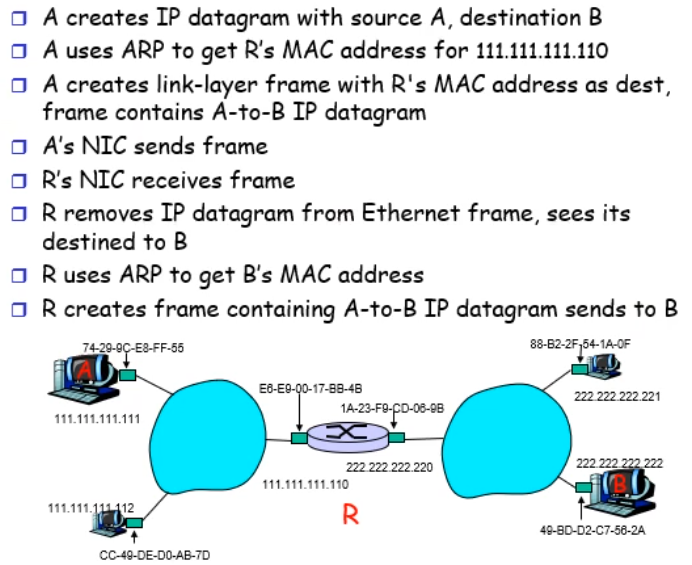 A creates IP datagram with source A, destination B
A uses ARP to get R's MAC address for 111.111.111.110
A creates link-layer frame with R's MAC address as dest,
frame contains A-to-B IP datagram
A's NIC sends frame
R's NIC receives frame
R removes IP datagram from Ethernet frame, sees its
destined to B
R uses ARP to get B's MAC address
R creates frame containing A-to-B IP datagram sends to B
74-29-9C-E8-FF-55
88-B2-2F-54-1A-0F
A
E6-E9-00-17-BB-4B
1A-23-F9-CD-06-9B
222.222.222.221
111.111.111.111
222.222.222.220
222.222.222.222
111.111.111.110
B
111.111.111.112
R
49-BD-D2-C7-56-2A
CC-49-DE-D0-AB-7D